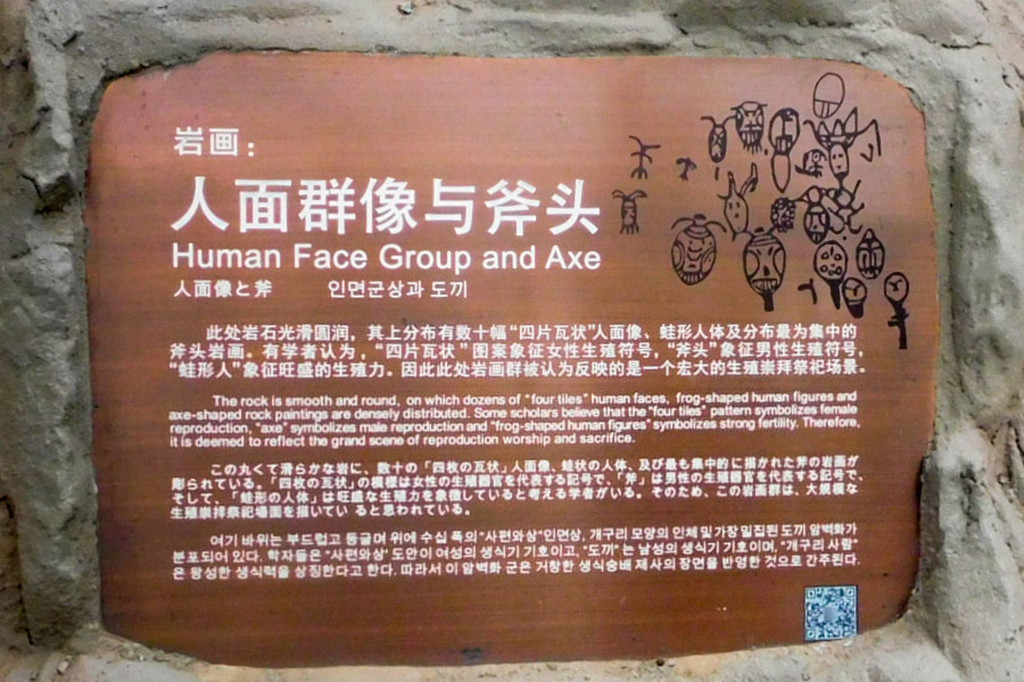 岩画：
人面群像与斧头
Human Face Group and Axe
人面像と斧 인면군상과 도끼
此处岩石光滑圆润，其上分布有数十幅“四片瓦状”人面像、蛙形人体及分布最为集中的
斧头岩画。有学者认为，“四片瓦状”图案象征女性生殖符号，“斧头”象征男性生殖符号，
“蛙形人”象征旺盛的生殖力。因此此处岩画群被认为反映的是一个宏大的生殖崇拜祭祀场景。
The rock is smooth and round, on which dozens of "four tiles" human faces, frog-shaped human figures and
axe-shaped rock paintings are densely distributed. Some scholars believe that the "four tiles" pattern symbolizes female
reproduction, "axe" symbolizes male reproduction and "frog-shaped human figures" symbolizes strong fertility. Therefore,
it is deemed to reflect the grand scene of reproduction worship and sacrifice.
この丸くて滑らかな岩に、数十の「四枚の瓦状」人面像、蛙状の人体、及び最も集中的に描かれた斧の岩画が
彫られている。「四枚の瓦状」の模様は女性の生殖器官を代表する記号で、「斧」は男性の生殖器官を代表する記号で、
そして、「蛙形の人体」は旺盛な生殖力を象徴していると考える学者がいる。そのため、この岩画群は、大規模な
生殖崇拝祭祀場面を描いてい ると思われている。
여기 바위는 부드럽고 둥글며 위에 수십 폭의 "사편와상"인면상, 개구리 모양의 인체 및 가장 밀집된 도끼 암벽화가
분포되어 있다. 학자들은 "사편와상" 도안이 여성의 생식기 기호이고, "도끼" 는 남성의 생식기 기호이며, "개구리 사람"
은 왕성한 생식력을 상징한다고 한다. 따라서 이 암벽화 군은 거창한 생식숭배 제사의 장면을 반영한 것으로 간주된다.